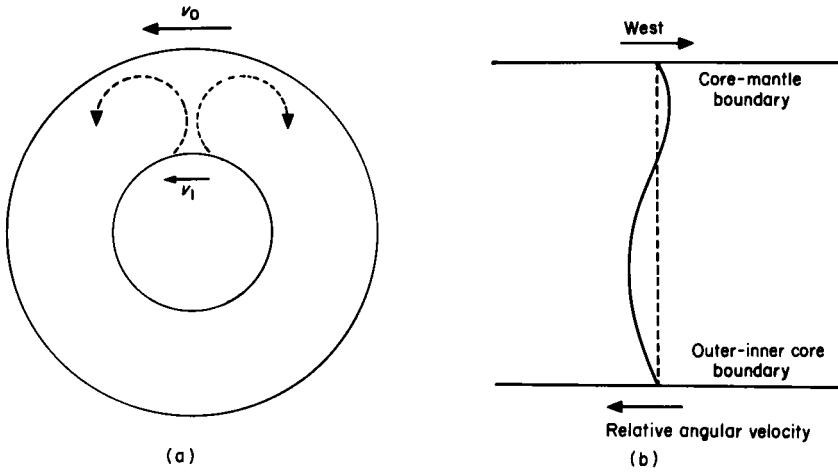 v₀
v₁
(a)
West
Core-mantle
boundary
Outer-inner core
boundary
Relative angular velocity
(b)